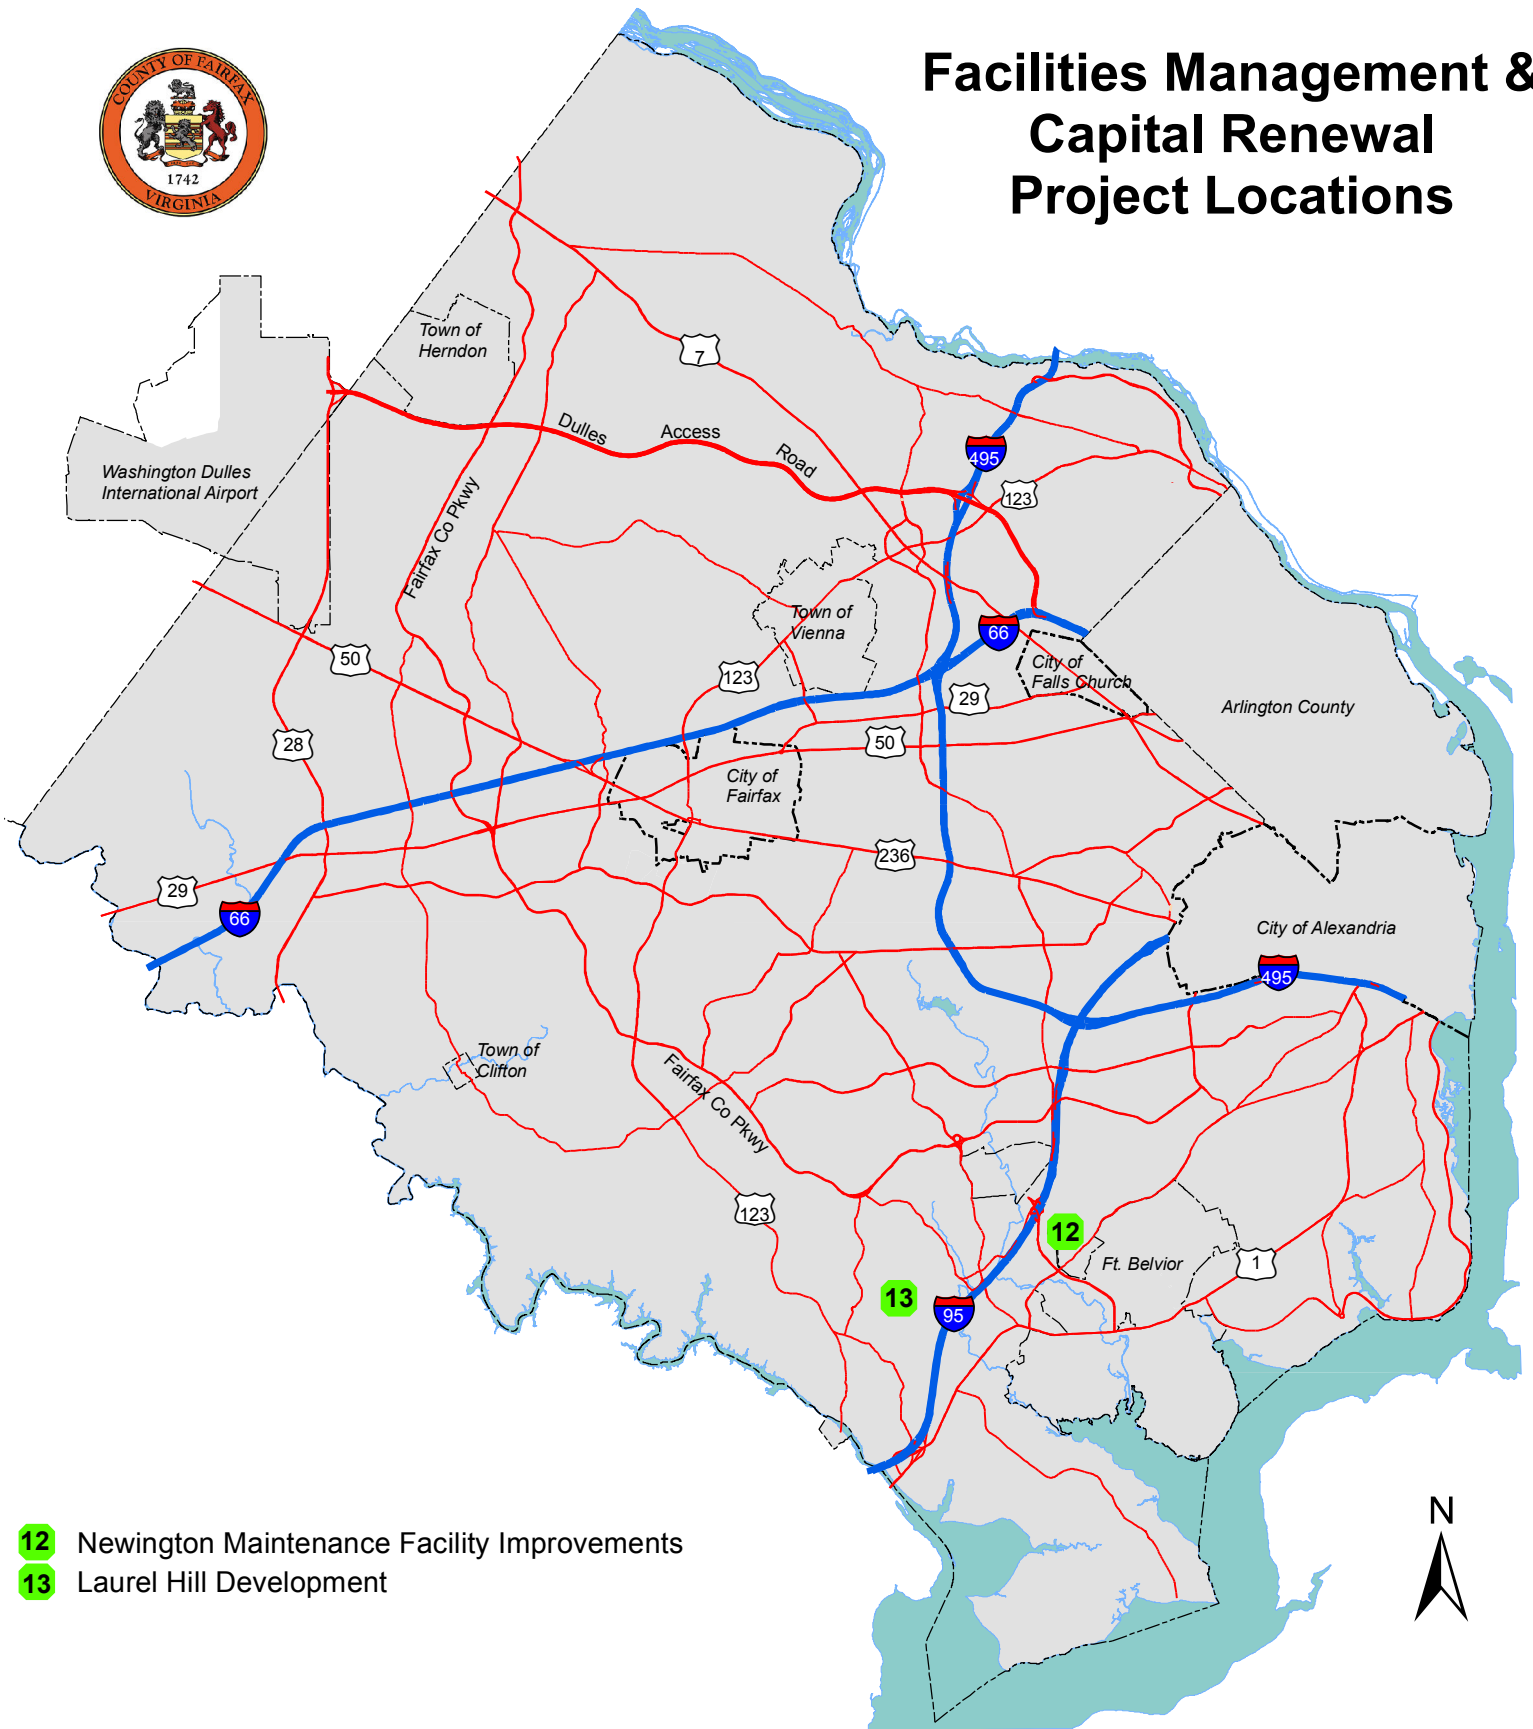 Facilities Management &
Capital Renewal
Project Locations
COUNTY OF FAIRFAX
1742
VIRGINIA
Town of
Herndon
7
Dulles Access Road
495
Washington Dulles
International Airport
123
Fairfax Co Pkwy
Town of
Vienna
66
50
City of
Falls Church
123
29
Arlington County
28
50
City of
Fairfax
236
29
66
City of Alexandria
495
Town of
Clifton
Fairfax Co Pkwy
123
12
Ft. Belvior
1
13
95
N
12 Newington Maintenance Facility Improvements
13 Laurel Hill Development